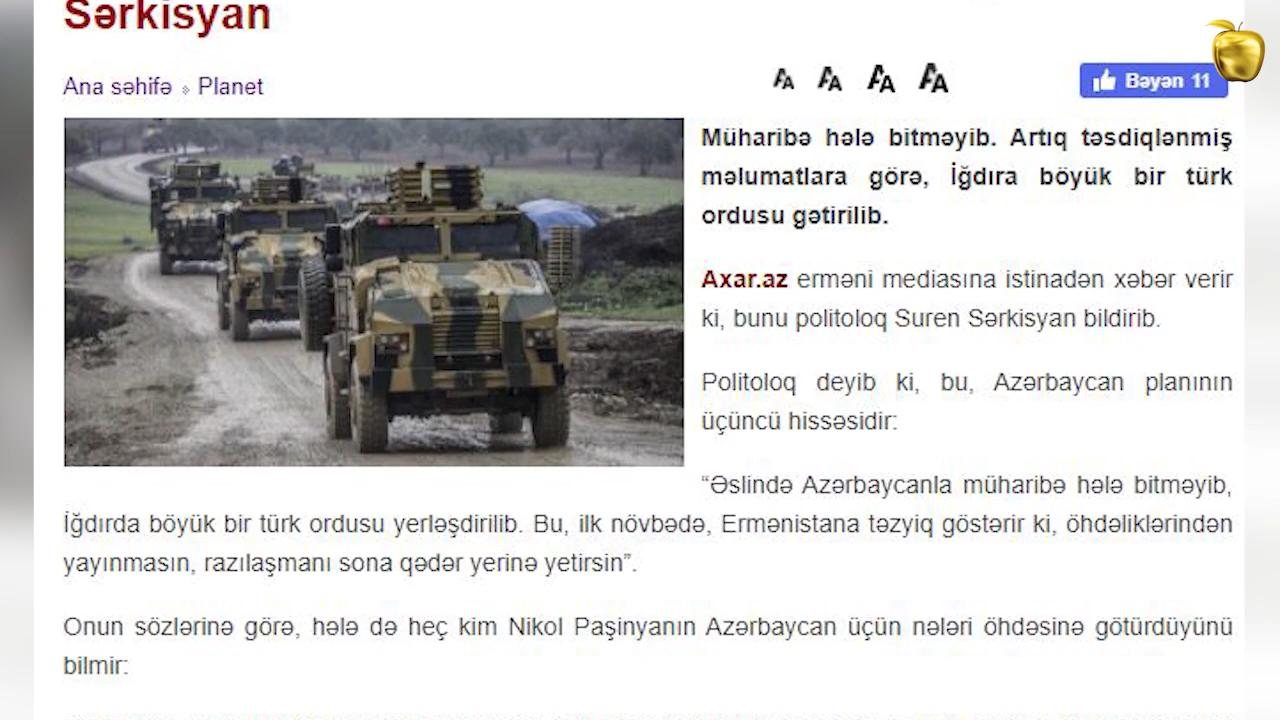 Sərkisyan
Ana səhifə » Planet
AA AA AA AA
Bəyən 11
Müharibə hələ bitməyib. Artıq təsdiqlənmiş
məlumatlara görə, İğdıra böyük bir türk
ordusu gətirilib.
Axar.az erməni mediasına istinadən xəbər verir
ki, bunu politoloq Suren Sərkisyan bildirib.
Politoloq deyib ki, bu, Azərbaycan planının
üçüncü hissəsidir:
“Əslində Azərbaycanla müharibə hələ bitməyib,
İğdırda böyük bir türk ordusu yerləşdirilib. Bu, ilk növbədə, Ermənistana təzyiq göstərir ki, öhdəliklərindən
yayınmasın, razılaşmanı sona qədər yerinə yetirsin”.
Onun sözlərinə görə, hələ də heç kim Nikol Paşinyanın Azərbaycan üçün nələri öhdəsinə götürdüyünü
bilmir: